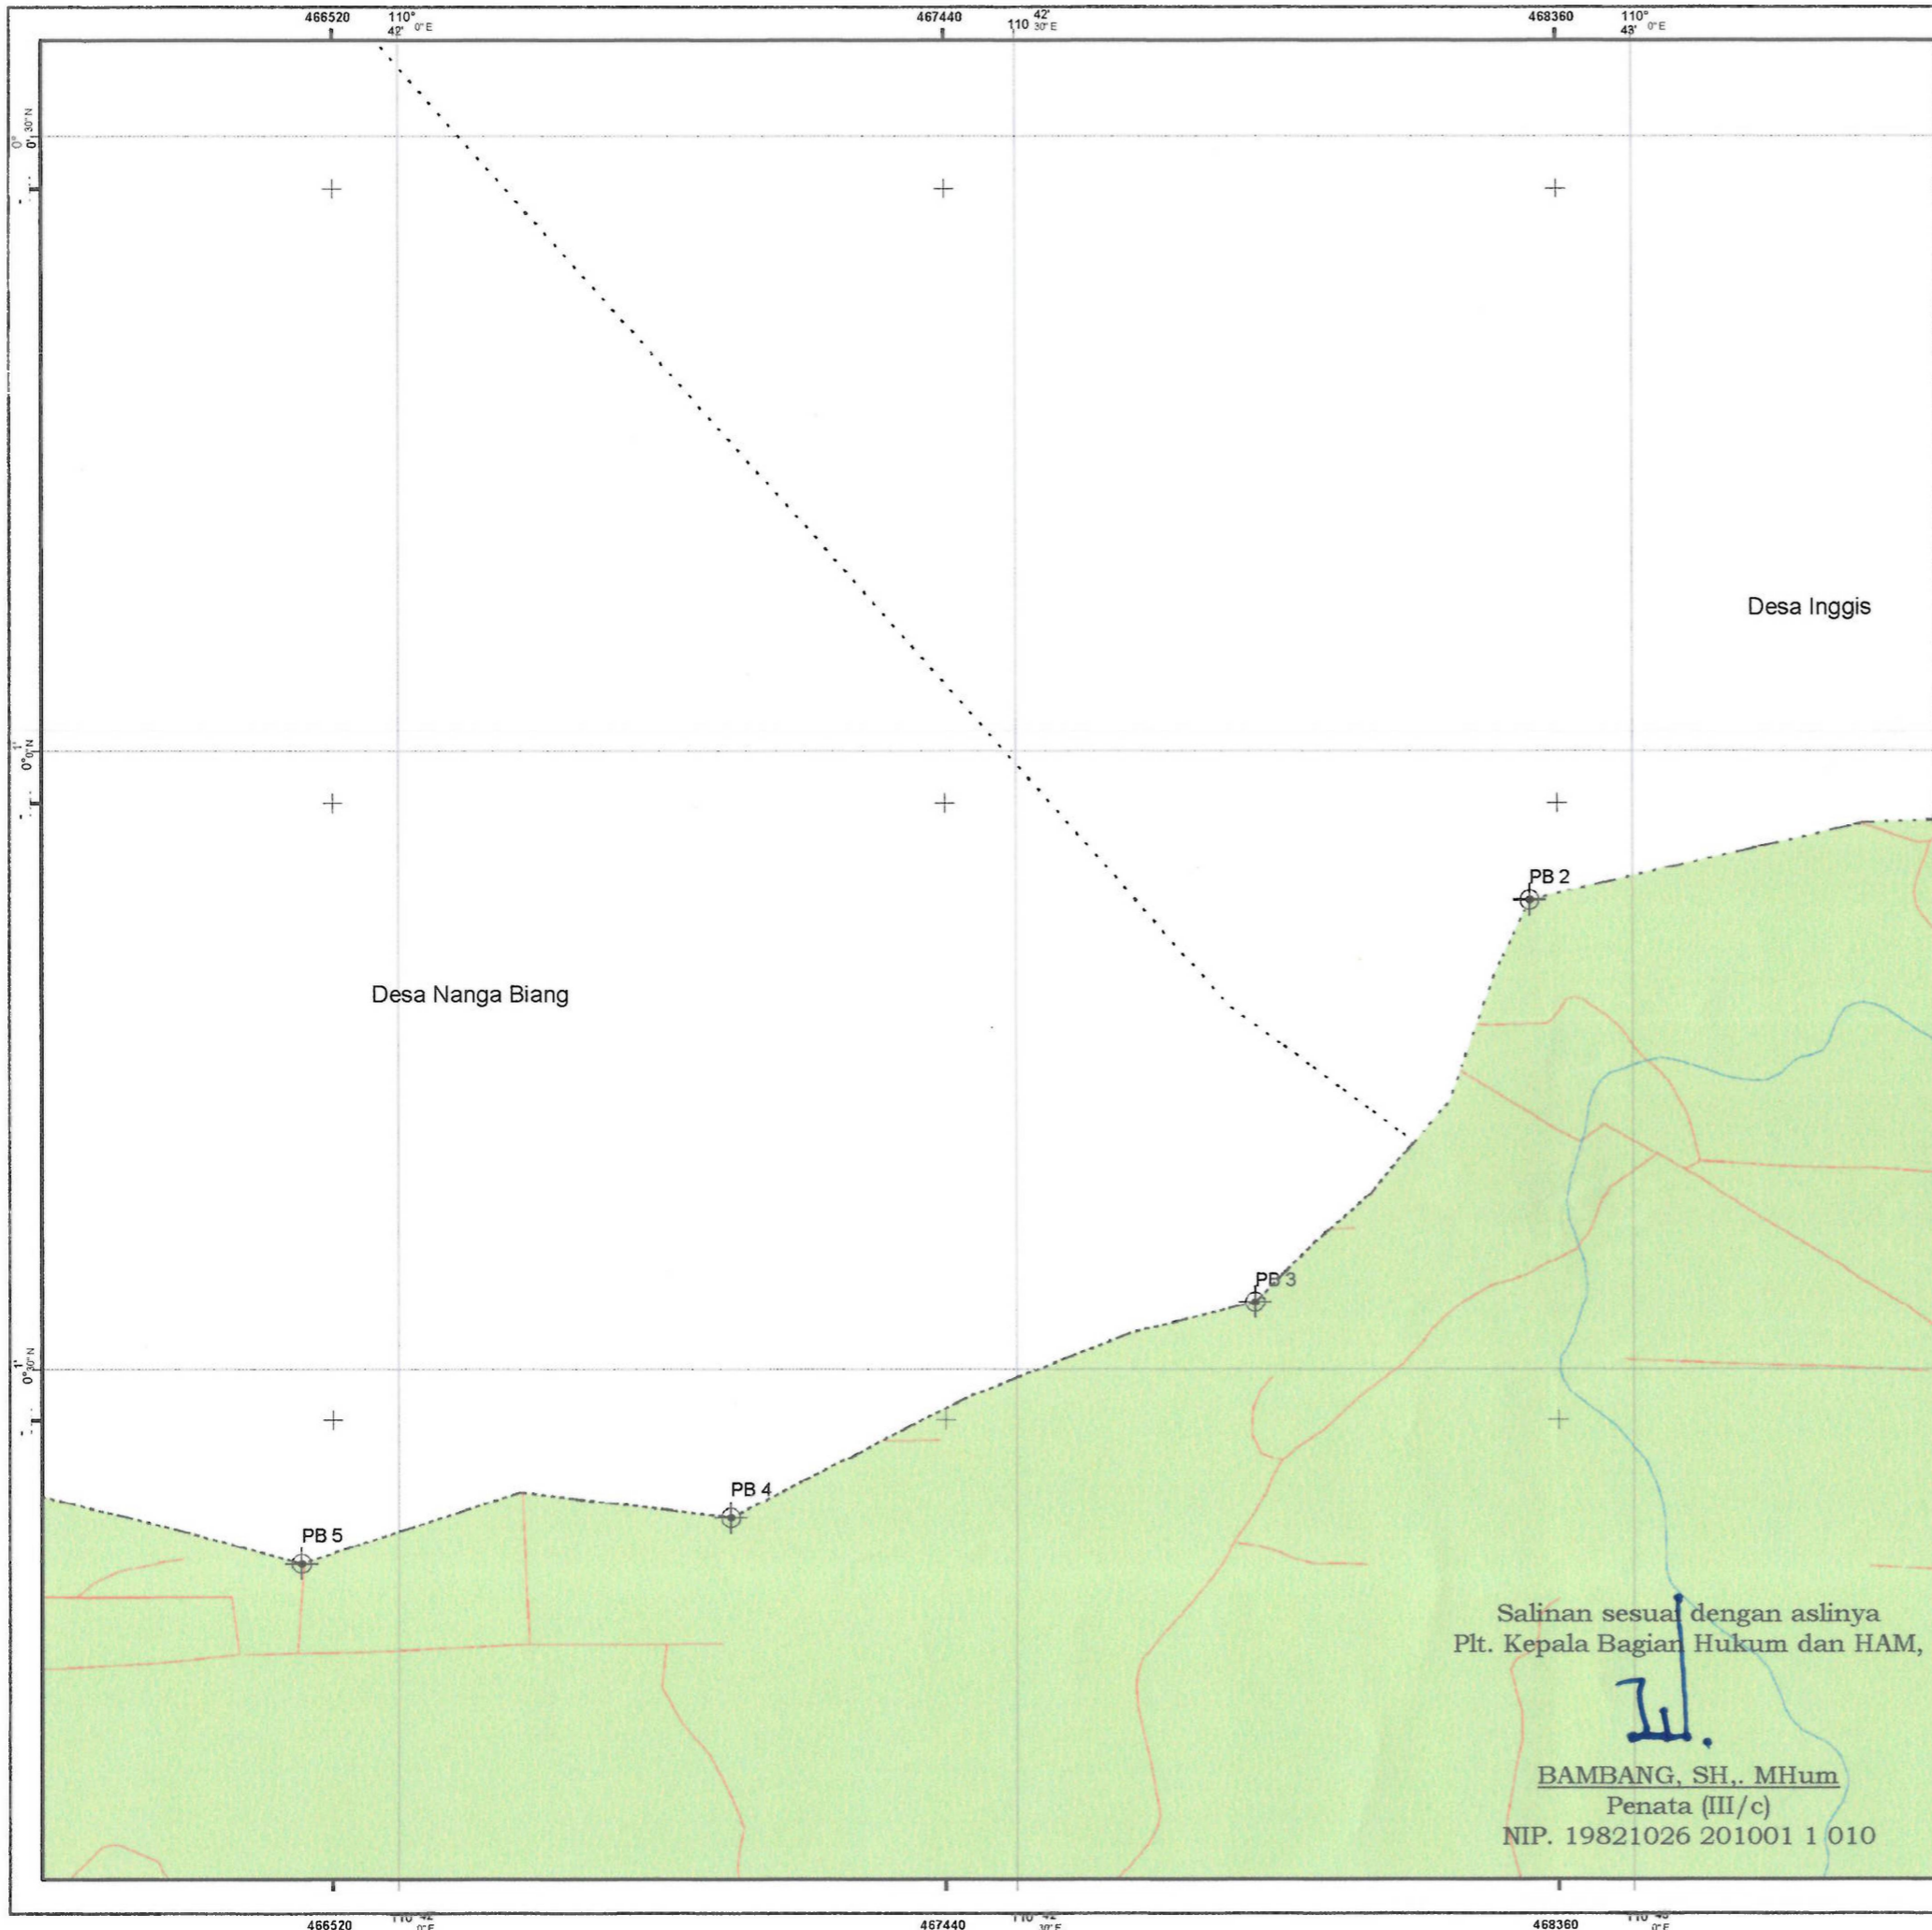 466520 110° 42' 0" E 467440 110 42' 30" E 468360 110° 43' 0" E
0° 0' 30" N
Desa Inggis
0° 1' 0" N
PB 2
Desa Nanga Biang
PB 3
0° 1' 30" N
PB 4
PB 5
Salinan sesuai dengan aslinya
Plt. Kepala Bagian Hukum dan HAM,
BAMBANG, SH,. MHum
Penata (III/c)
NIP. 19821026 201001 1 010
466520 0" E 467440 30" E 468360 0" E